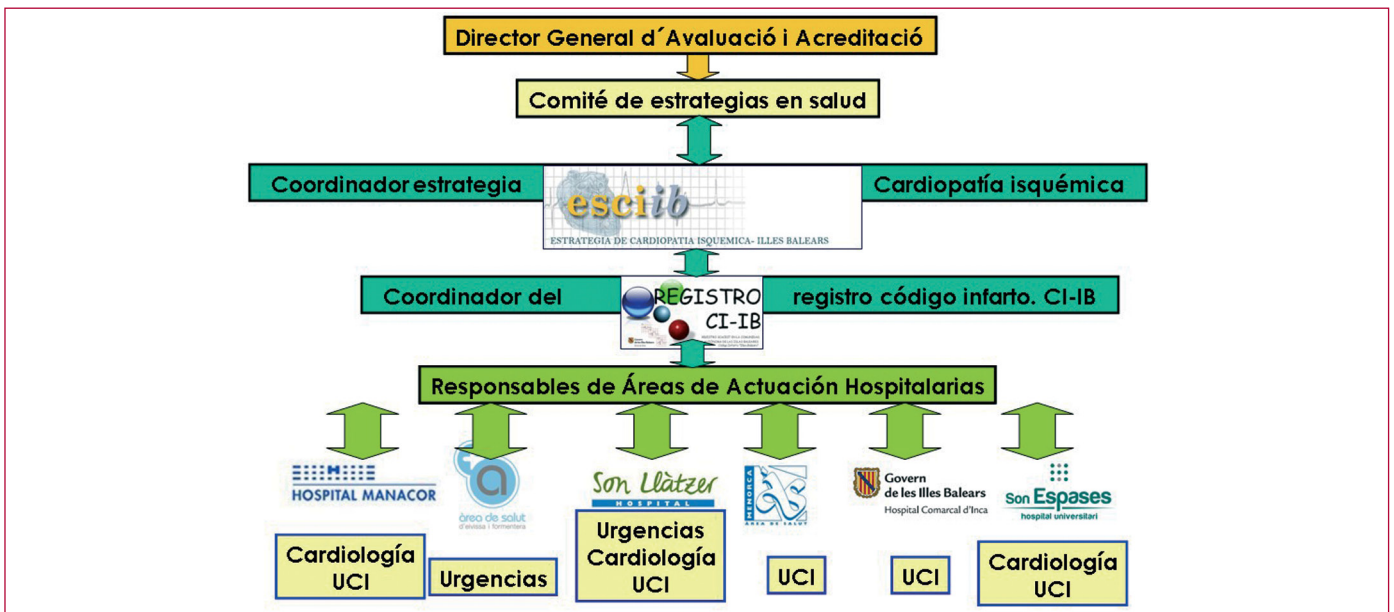 Director General d´Avaluació i Acreditació
Comité de estrategias en salud
Coordinador estrategia
esciib
ESTRATEGIA DE CARDIOPATIA ISQUEMICA- ILLES BALEARS
Cardiopatía isquémica
Coordinador del
REGISTRO
CI-IB
registro código infarto. CI-IB
Responsables de Áreas de Actuación Hospitalarias
HOSPITAL MANACOR
Cardiología
UCI
a
àrea de salut
d'eivissa i formentera
Urgencias
Son Llàtzer
HOSPITAL
Urgencias
Cardiología
UCI
MENORCA
ÀREA DE SALUT
UCI
Govern
de les Illes Balears
Hospital Comarcal d'Inca
UCI
Son Espases
hospital universitari
Cardiología
UCI